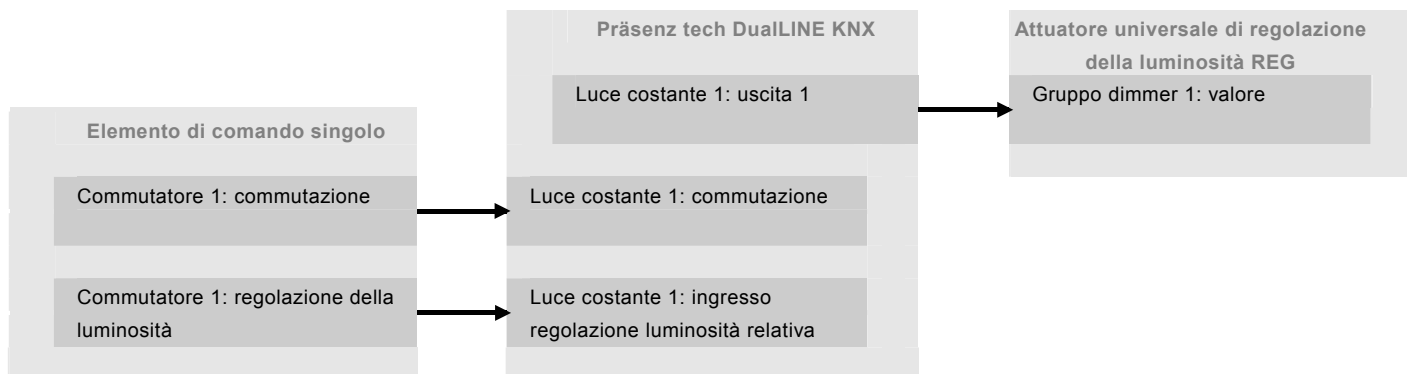 Elemento di comando singolo
Commutatore 1: commutazione
Commutatore 1: regolazione della
luminosità
Präsenz tech DualLINE KNX
Luce costante 1: uscita 1
Luce costante 1: commutazione
Luce costante 1: ingresso
regolazione luminosità relativa
Attuatore universale di regolazione
della luminosità REG
Gruppo dimmer 1: valore